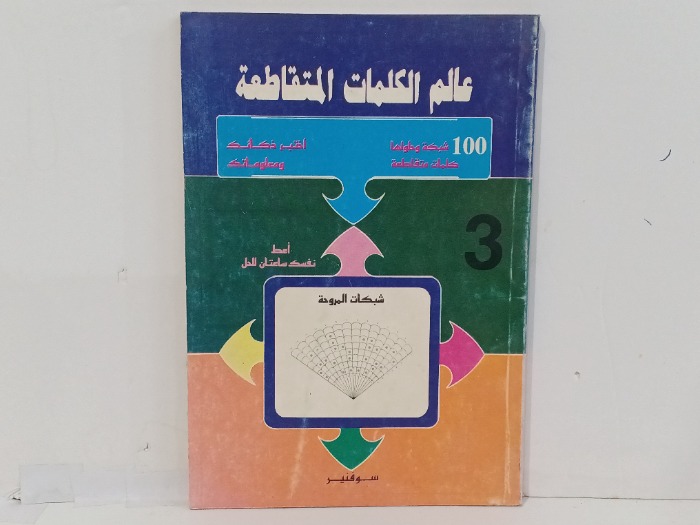 عالم الكلمات المتقاطعة
100 شبكة وحلولها
كلمات متقاطعة
اختبر ذكائك
ومعلوماتك
3
أعط
نفسك ساعتان للحل
شبكات المروحة
سوفنير